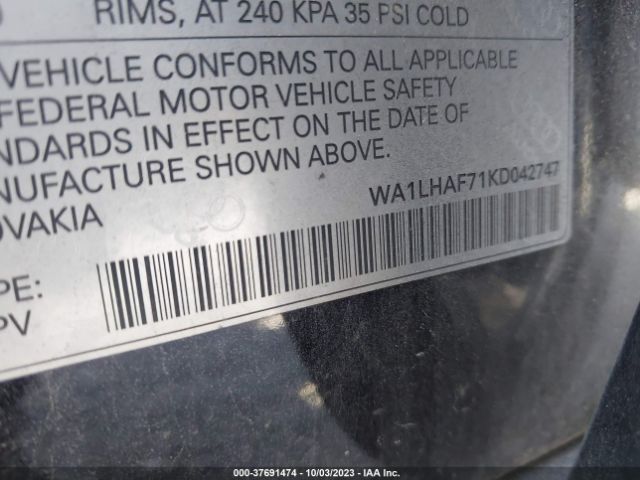 RIMS, AT 240 KPA 35 PSI COLD
VEHICLE CONFORMS TO ALL APPLICABLE
FEDERAL MOTOR VEHICLE SAFETY
NDARDS IN EFFECT ON THE DATE OF
NUFACTURE SHOWN ABOVE.
OVAKIA
WA1LHAF71KD042747
PE:
PV
000-37691474 | 10/03/2023 | IAA Inc.